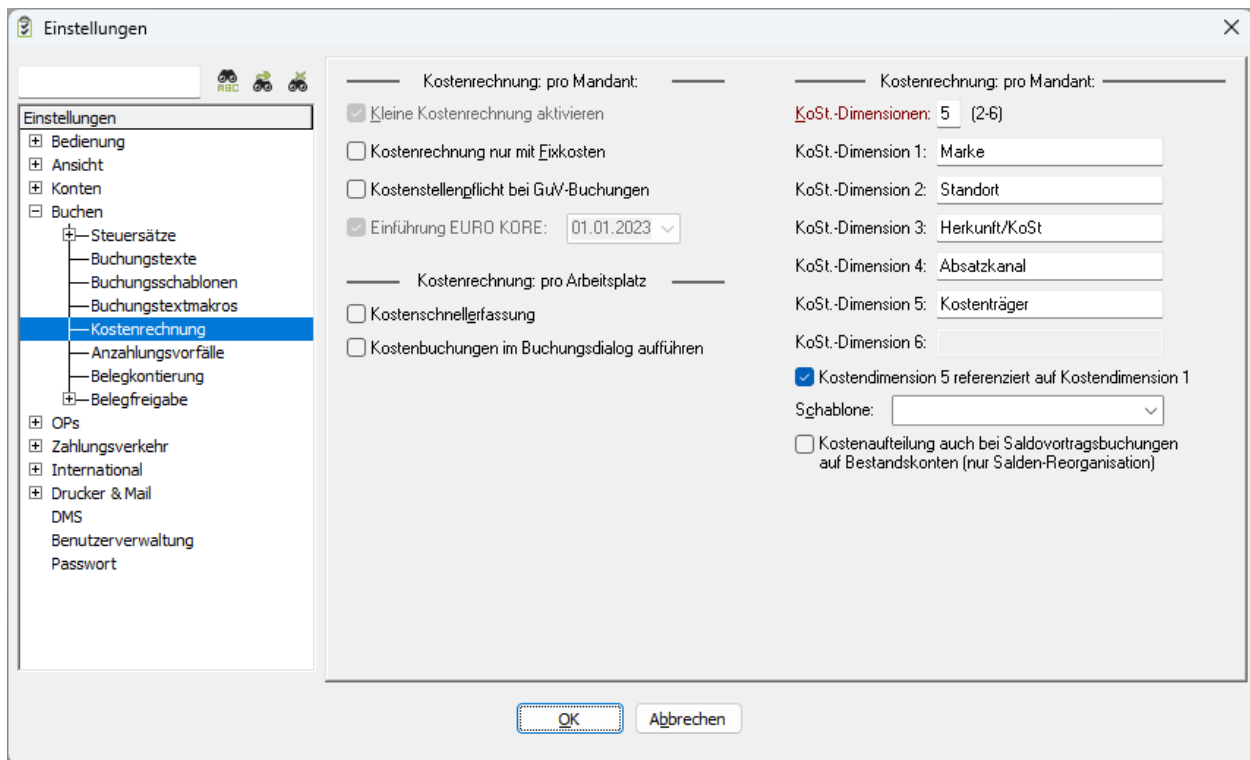 Einstellungen
ABC
Einstellungen
Bedienung
Ansicht
Konten
Buchen
Steuersätze
Buchungstexte
Buchungsschablonen
Buchungstextmakros
Kostenrechnung
Anzahlungsvorfälle
Belegkontierung
Belegfreigabe
OPs
Zahlungsverkehr
International
Drucker & Mail
DMS
Benutzerverwaltung
Passwort
Kostenrechnung: pro Mandant:
Kleine Kostenrechnung aktivieren
Kostenrechnung nur mit Fixkosten
Kostenstellenpflicht bei GuV-Buchungen
Einführung EURO KORE: 01.01.2023
Kostenrechnung: pro Arbeitsplatz
Kostenschnellerfassung
Kostenbuchungen im Buchungsdialog aufführen
Kostenrechnung: pro Mandant:
KoSt.-Dimensionen: 5 (2-6)
KoSt.-Dimension 1: Marke
KoSt.-Dimension 2: Standort
KoSt.-Dimension 3: Herkunft/KoSt
KoSt.-Dimension 4: Absatzkanal
KoSt.-Dimension 5: Kostenträger
KoSt.-Dimension 6:
Kostendimension 5 referenziert auf Kostendimension 1
Schablone:
Kostenaufteilung auch bei Saldovortragsbuchungen
auf Bestandskonten (nur Salden-Reorganisation)
OK
Abbrechen